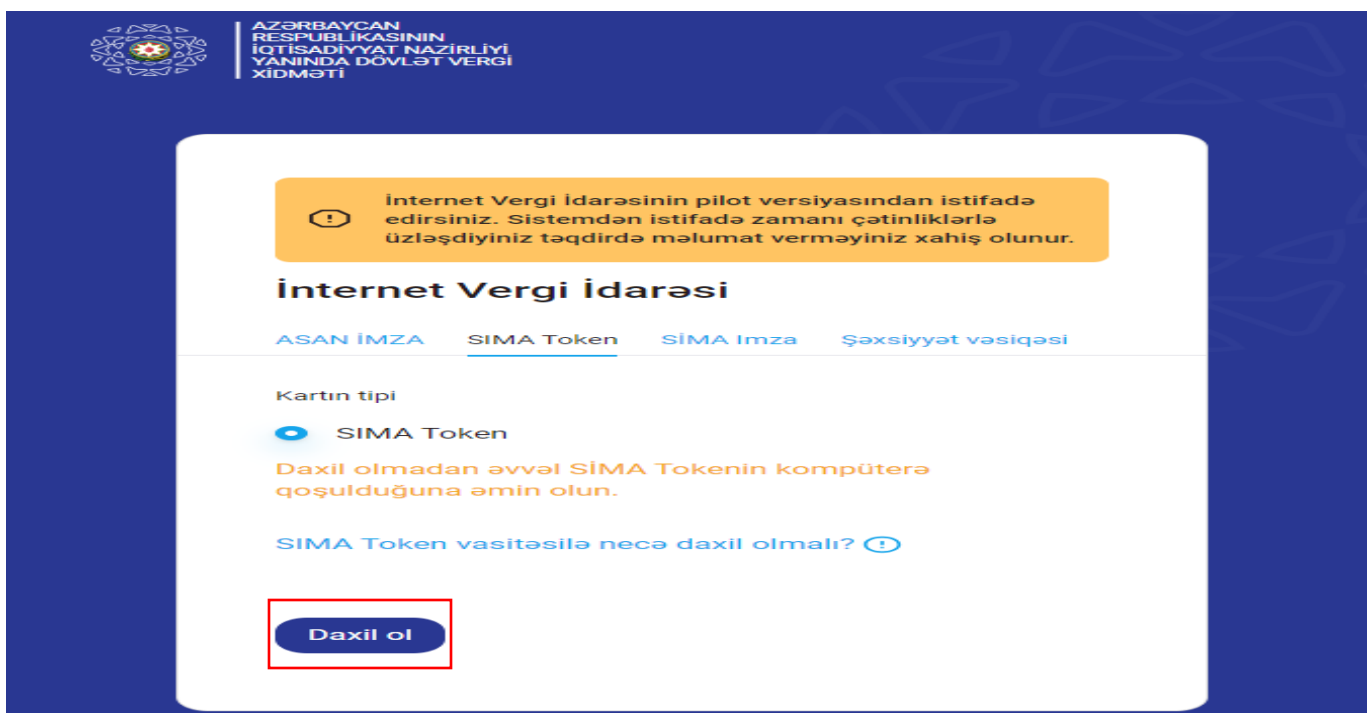 AZƏRBAYCAN
RESPUBLİKASININ
İQTİSADİYYAT NAZİRLİYİ
YANINDA DÖVLƏT VERGİ
XİDMƏTİ
İnternet Vergi İdarəsinin pilot versiyasından istifadə
edirsiniz. Sistemdən istifadə zamanı çətinliklərlə
üzləşdiyiniz təqdirdə məlumat verməyiniz xahiş olunur.
İnternet Vergi İdarəsi
ASAN İMZA SIMA Token SİMA Imza Şəxsiyyət vəsiqəsi
Kartın tipi
SIMA Token
Daxil olmadan əvvəl SİMA Tokenin kompüterə
qoşulduğuna əmin olun.
SIMA Token vasitəsilə necə daxil olmalı?
Daxil ol